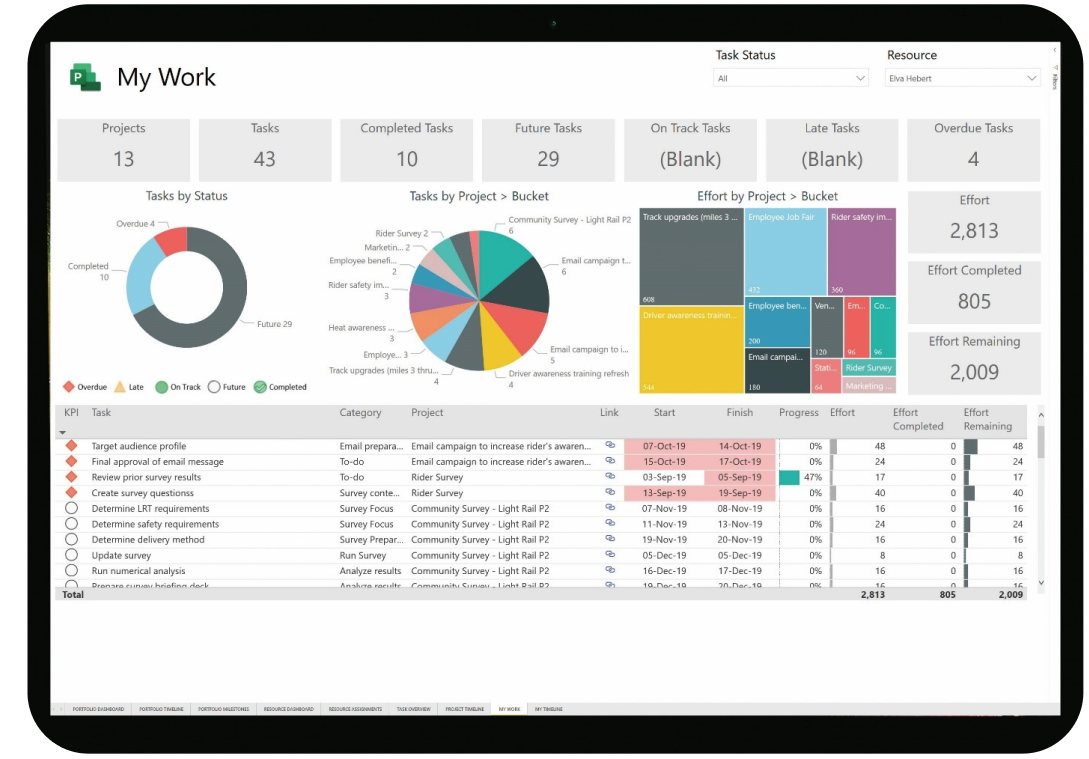 Task Status
Resource
P
My Work
All
Elva Hebert
Filters
Projects
Tasks
Completed Tasks
Future Tasks
On Track Tasks
Late Tasks
Overdue Tasks
13
43
10
29
(Blank)
(Blank)
4
Tasks by Status
Overdue 4
Completed
10
Future 29
Overdue
Late
On Track
Future
Completed
Tasks by Project > Bucket
Community Survey - Light Rail P2
6
Email campaign t...
6
Email campaign to i...
5
Driver awareness training refresh
4
Track upgrades (miles 3 thru...
4
Employe... 3
Heat awareness ...
3
Rider safety im...
3
Employee benefi...
2
Marketin... 2
Rider Survey 2
Effort by Project > Bucket
Track upgrades (miles 3 ...
608
Driver awareness trainin...
544
Employee Job Fair
432
Rider safety im...
360
Employee ben...
200
Email campai...
180
Ven...
120
Em...
96
Co...
96
Stati...
64
Rider Survey
Marketing ...
Effort
2,813
Effort Completed
805
Effort Remaining
2,009
KPI Task Category Project Link Start Finish Progress Effort Effort Completed Effort Remaining
Target audience profile Email prepara... Email campaign to increase rider's awaren... 07-Oct-19 14-Oct-19 0% 48 0 48
Final approval of email message To-do Email campaign to increase rider's awaren... 15-Oct-19 17-Oct-19 0% 24 0 24
Review prior survey results To-do Rider Survey 03-Sep-19 05-Sep-19 47% 17 0 17
Create survey questionss Survey conte... Rider Survey 13-Sep-19 19-Sep-19 0% 40 0 40
Determine LRT requirements Survey Focus Community Survey - Light Rail P2 07-Nov-19 08-Nov-19 0% 16 0 16
Determine safety requirements Survey Focus Community Survey - Light Rail P2 11-Nov-19 13-Nov-19 0% 24 0 24
Determine delivery method Survey Prepar... Community Survey - Light Rail P2 19-Nov-19 20-Nov-19 0% 16 0 16
Update survey Run Survey Community Survey - Light Rail P2 05-Dec-19 05-Dec-19 0% 8 0 8
Run numerical analysis Analyze results Community Survey - Light Rail P2 16-Dec-19 17-Dec-19 0% 16 0 16
Prepare survey briefing deck Analyze results Community Survey - Light Rail P2 19-Dec-19 20-Dec-19 0% 16 0 16
Total 2,813 805 2,009
PORTFOLIO DASHBOARD PORTFOLIO TIMELINE PORTFOLIO MILESTONES RESOURCE DASHBOARD RESOURCE ASSIGNMENTS TASK OVERVIEW PROJECT TIMELINE MY WORK MY TIMELINE